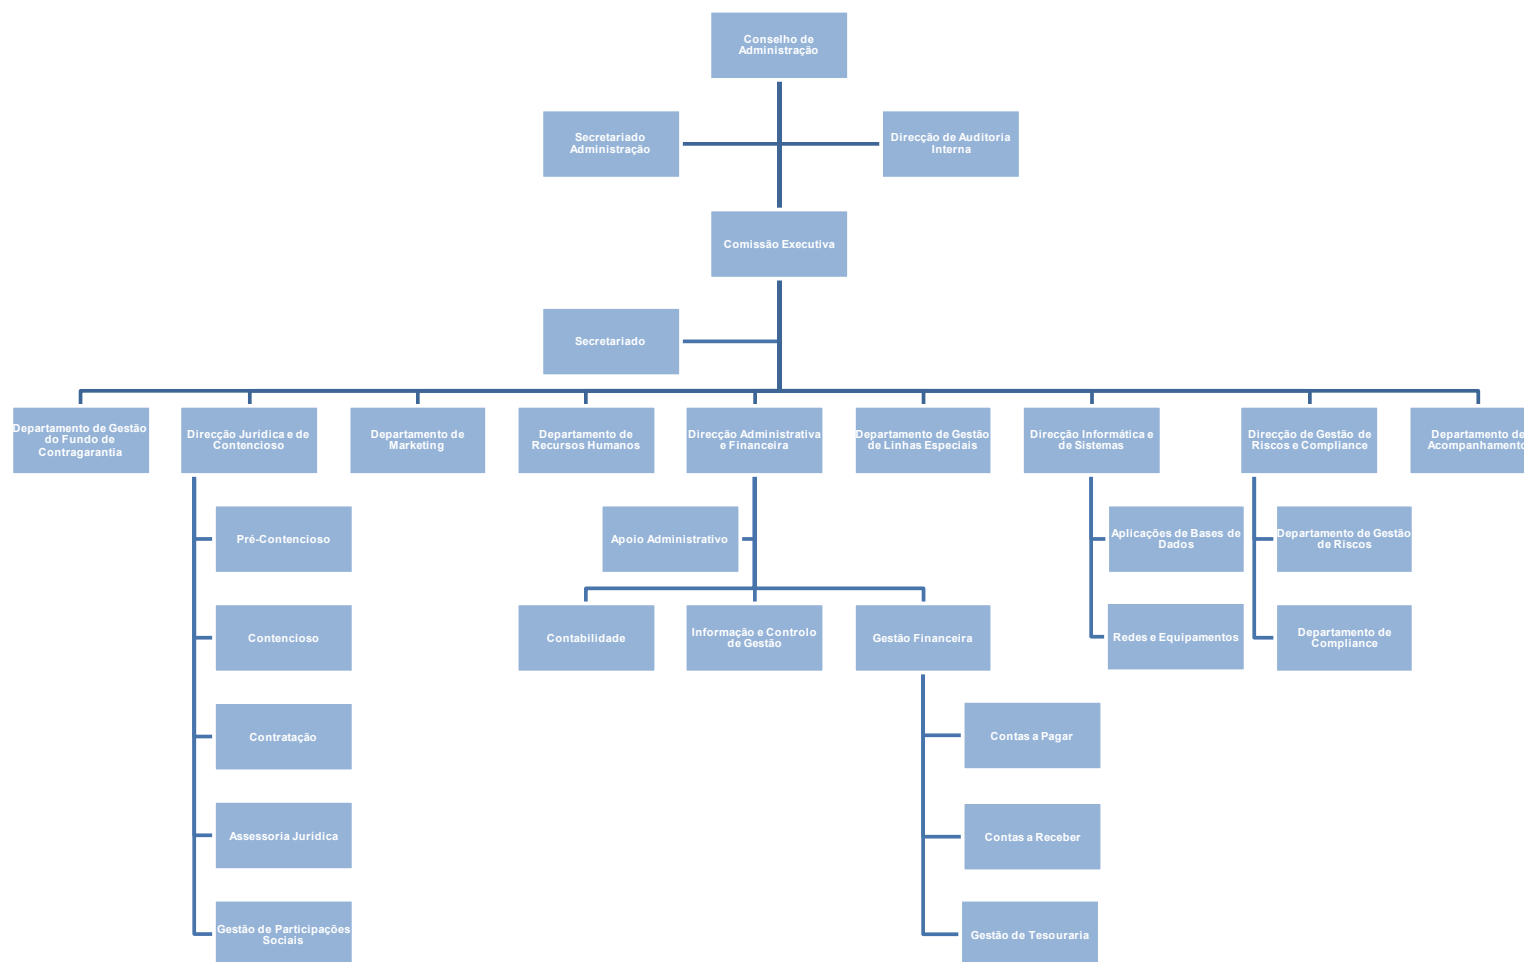 Conselho de
Administração
Secretariado
Administração
Direcção de Auditoria
Interna
Comissão Executiva
Secretariado
Departamento de Gestão
do Fundo de
Contragarantia
Direcção Jurídica e de
Contencioso
Departamento de
Marketing
Departamento de
Recursos Humanos
Direcção Administrativa
e Financeira
Departamento de Gestão
de Linhas Especiais
Direcção Informática e
de Sistemas
Direcção de Gestão de
Riscos e Compliance
Departamento de
Acompanhamento
Pré-Contencioso
Apoio Administrativo
Aplicações de Bases de
Dados
Departamento de Gestão
de Riscos
Contencioso
Contabilidade
Informação e Controlo
de Gestão
Gestão Financeira
Redes e Equipamentos
Departamento de
Compliance
Contratação
Contas a Pagar
Assessoria Jurídica
Contas a Receber
Gestão de Participações
Sociais
Gestão de Tesouraria